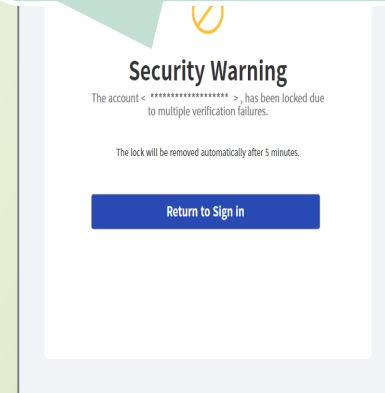 Security Warning
The account < ******************* > , has been locked due
to multiple verification failures.
The lock will be removed automatically after 5 minutes.
Return to Sign in